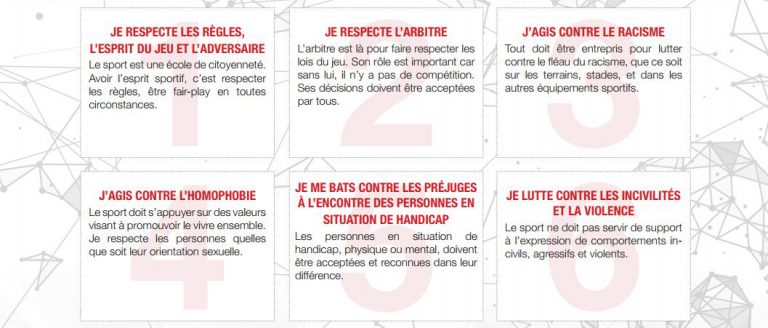 1
JE RESPECTE LES RÈGLES,
L'ESPRIT DU JEU ET L'ADVERSAIRE
Le sport est une école de citoyenneté.
Avoir l'esprit sportif, c'est respecter
les règles, être fair-play en toutes
circonstances.
2
JE RESPECTE L'ARBITRE
L'arbitre est là pour faire respecter les
lois du jeu. Son rôle est important car
sans lui, il n'y a pas de compétition.
Ses décisions doivent être acceptées
par tous.
3
J'AGIS CONTRE LE RACISME
Tout doit être entrepris pour lutter
contre le fléau du racisme, que ce soit
sur les terrains, stades, et dans les
autres équipements sportifs.
4
J'AGIS CONTRE L'HOMOPHOBIE
Le sport doit s'appuyer sur des valeurs
visant à promouvoir le vivre ensemble.
Je respecte les personnes quelles
que soit leur orientation sexuelle.
5
JE ME BATS CONTRE LES PRÉJUGES
À L'ENCONTRE DES PERSONNES EN
SITUATION DE HANDICAP
Les personnes en situation de
handicap, physique ou mental, doivent
être acceptées et reconnues dans leur
différence.
6
JE LUTTE CONTRE LES INCIVILITÉS
ET LA VIOLENCE
Le sport ne doit pas servir de support
à l'expression de comportements in-
civils, agressifs et violents.